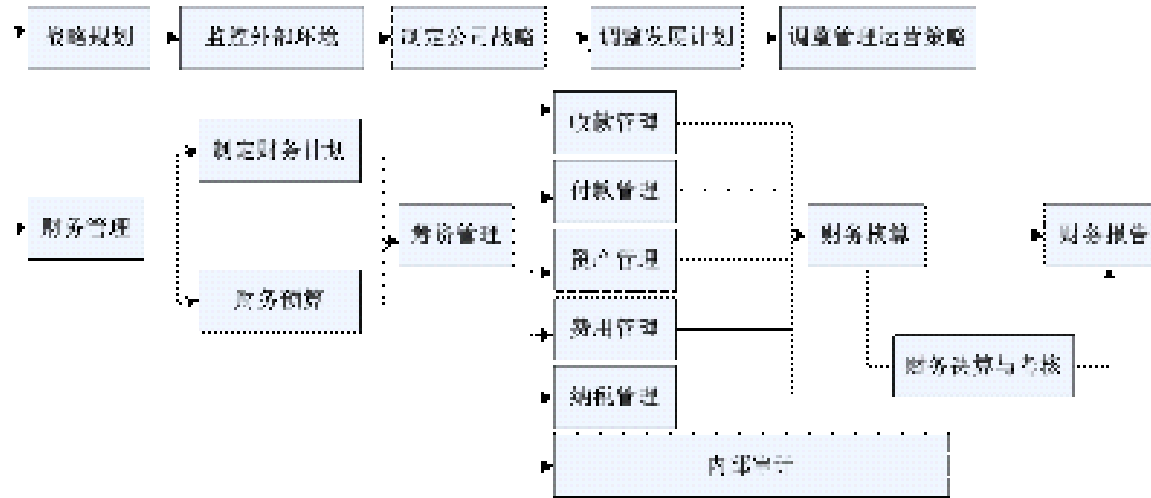 战略规划
监控外部环境
制定公司战略
调整发展计划
调整管理运营策略
收款管理
制定财务计划
付款管理
财务管理
筹资管理
财务核算
财务报告
资产管理
财务预算
费用管理
财务决算与考核
纳税管理
内部审计